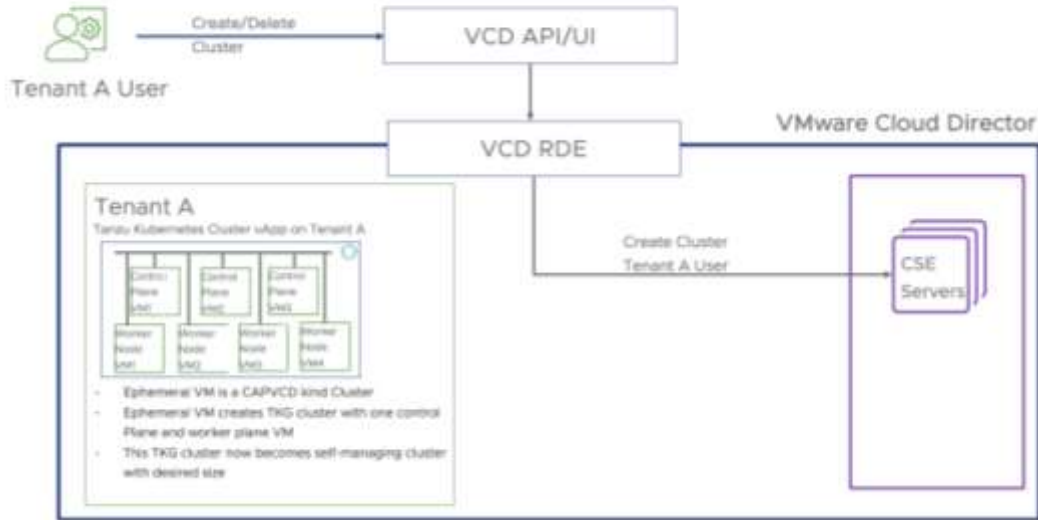 Create/Delete
Cluster
VCD API/UI
Tenant A User
VMware Cloud Director
VCD RDE
Tenant A
Tanzu Kubernetes Cluster vApp on Tenant A
Control
Plane
VM1
Control
Plane
VM2
Control
Plane
VM3
Worker
Node
VM1
Worker
Node
VM2
Worker
Node
VM3
Worker
Node
VM4
- Ephemeral VM is a CAPVCD kind Cluster
- Ephemeral VM creates TKG cluster with one control
Plane and worker plane VM
- This TKG cluster now becomes self-managing cluster
with desired size
Create Cluster
Tenant A User
CSE
Servers